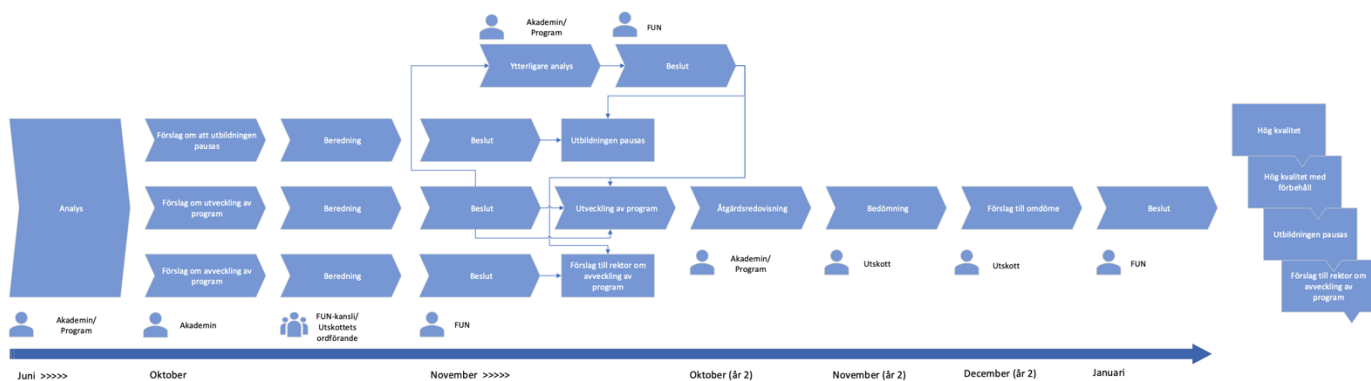 Akademin/
Program
FUN
Ytterligare analys
Beslut
Förslag om att utbildningen
pausas
Beredning
Beslut
Utbildningen pausas
Analys
Förslag om utveckling av
program
Beredning
Beslut
Utveckling av program
Åtgärdsredovisning
Bedömning
Förslag till omdöme
Beslut
Akademin/
Program
Utskott
Utskott
FUN
Förslag om avveckling av
program
Beredning
Beslut
Förslag till rektor om
avveckling av
program
Hög kvalitet
Hög kvalitet med
förbehåll
Utbildningen pausas
Förslag till rektor om
avveckling av
program
Akademin/
Program
Akademin
FUN-kansli/
Utskottets
ordförande
FUN
Juni >>>>>
Oktober
November >>>>>
Oktober (år 2)
November (år 2)
December (år 2)
Januari